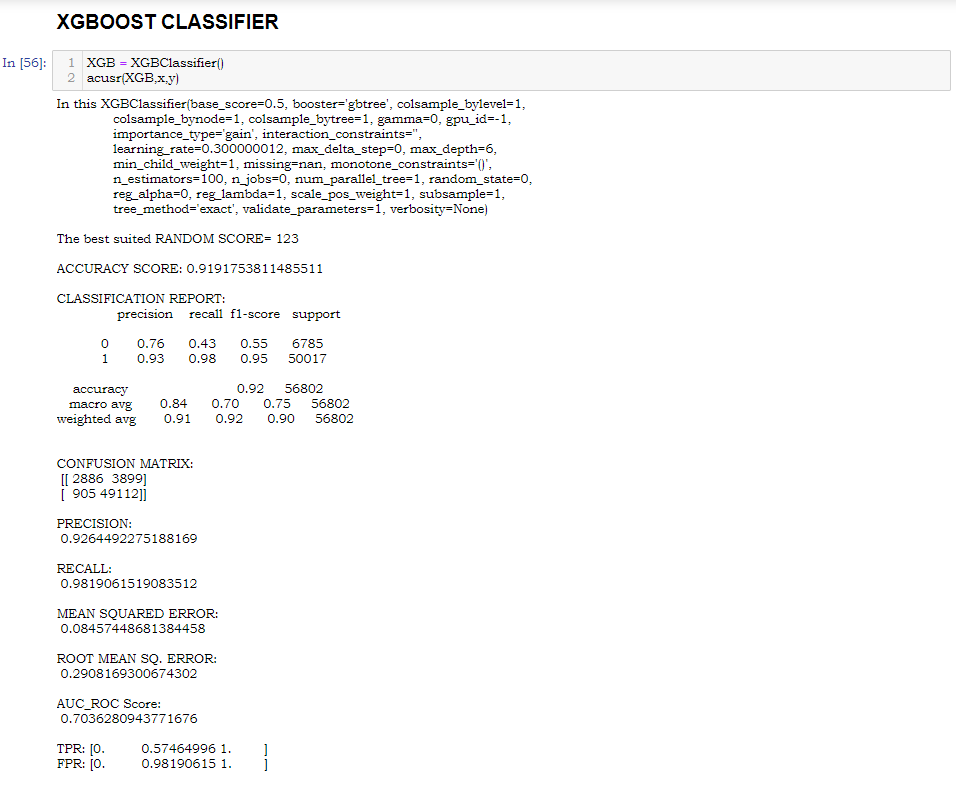 XGBOOST CLASSIFIER
In [56]:
1 XGB = XGBClassifier()
2 acusr(XGB,x,y)
In this XGBClassifier(base_score=0.5, booster='gbtree', colsample_bylevel=1,
colsample_bynode=1, colsample_bytree=1, gamma=0, gpu_id=-1,
importance_type='gain', interaction_constraints='',
learning_rate=0.300000012, max_delta_step=0, max_depth=6,
min_child_weight=1, missing=nan, monotone_constraints='()',
n_estimators=100, n_jobs=0, num_parallel_tree=1, random_state=0,
reg_alpha=0, reg_lambda=1, scale_pos_weight=1, subsample=1,
tree_method='exact', validate_parameters=1, verbosity=None)
The best suited RANDOM SCORE= 123
ACCURACY SCORE: 0.9191753811485511
CLASSIFICATION REPORT:
precision recall f1-score support
0 0.76 0.43 0.55 6785
1 0.93 0.98 0.95 50017
accuracy 0.92 56802
macro avg 0.84 0.70 0.75 56802
weighted avg 0.91 0.92 0.90 56802
CONFUSION MATRIX:
[[ 2886 3899]
[ 905 49112]]
PRECISION:
0.9264492275188169
RECALL:
0.9819061519083512
MEAN SQUARED ERROR:
0.08457448681384458
ROOT MEAN SQ. ERROR:
0.2908169300674302
AUC_ROC Score:
0.7036280943771676
TPR: [0. 0.57464996 1. ]
FPR: [0. 0.98190615 1. ]